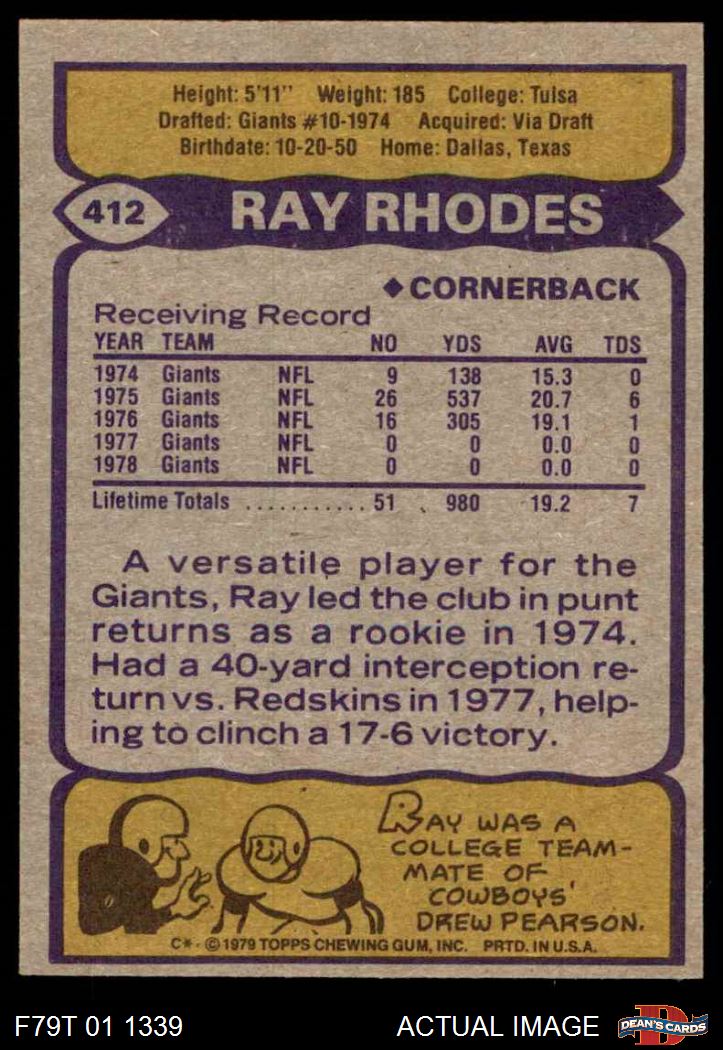 Height: 5'11" Weight: 185 College: Tulsa
Drafted: Giants #10-1974 Acquired: Via Draft
Birthdate: 10-20-50 Home: Dallas, Texas
412 RAY RHODES
◆ CORNERBACK
Receiving Record
YEAR TEAM NO YDS AVG TDS
1974 Giants NFL 9 138 15.3 0
1975 Giants NFL 26 537 20.7 6
1976 Giants NFL 16 305 19.1 1
1977 Giants NFL 0 0 0.0 0
1978 Giants NFL 0 0 0.0 0
Lifetime Totals ........... 51 980 19.2 7
A versatile player for the
Giants, Ray led the club in punt
returns as a rookie in 1974.
Had a 40-yard interception re-
turn vs. Redskins in 1977, help-
ing to clinch a 17-6 victory.
RAY WAS A
COLLEGE TEAM-
MATE OF
COWBOYS'
DREW PEARSON.
C* ©1979 TOPPS CHEWING GUM, INC. PRTD. IN U.S.A.
F79T 01 1339 ACTUAL IMAGE D DEAN'S CARDS